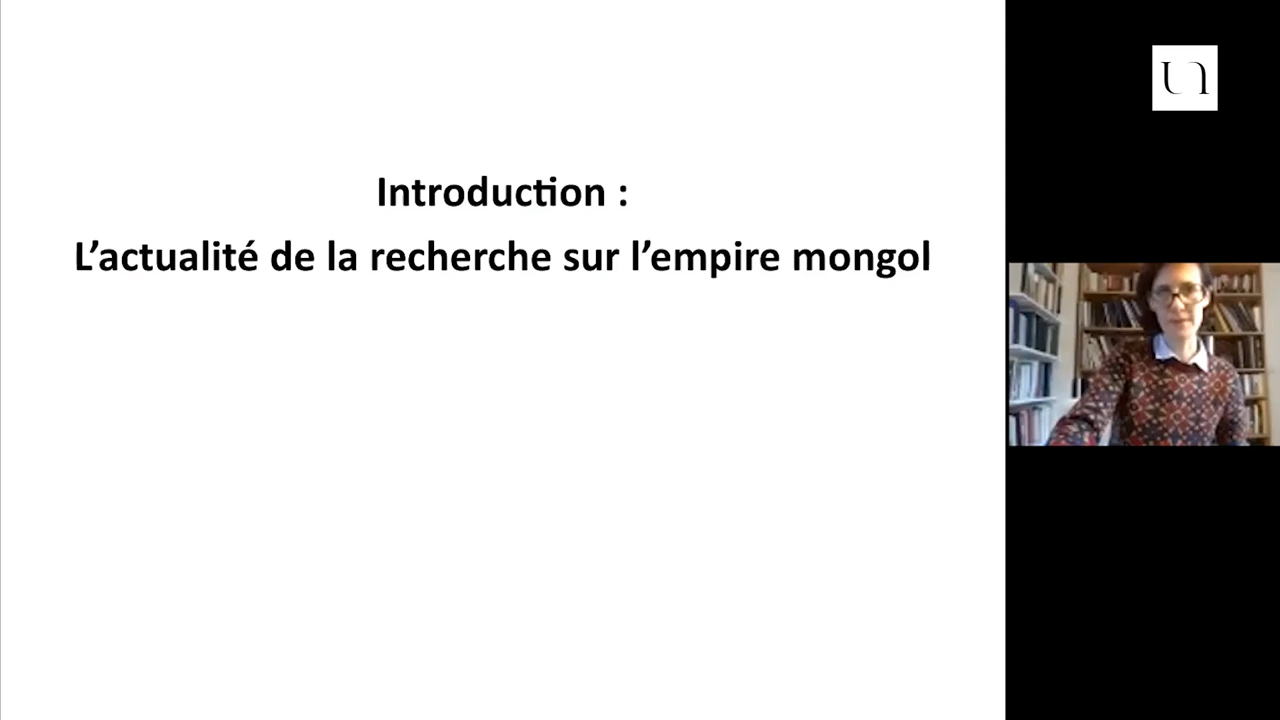 Introduction :
L’actualité de la recherche sur l’empire mongol